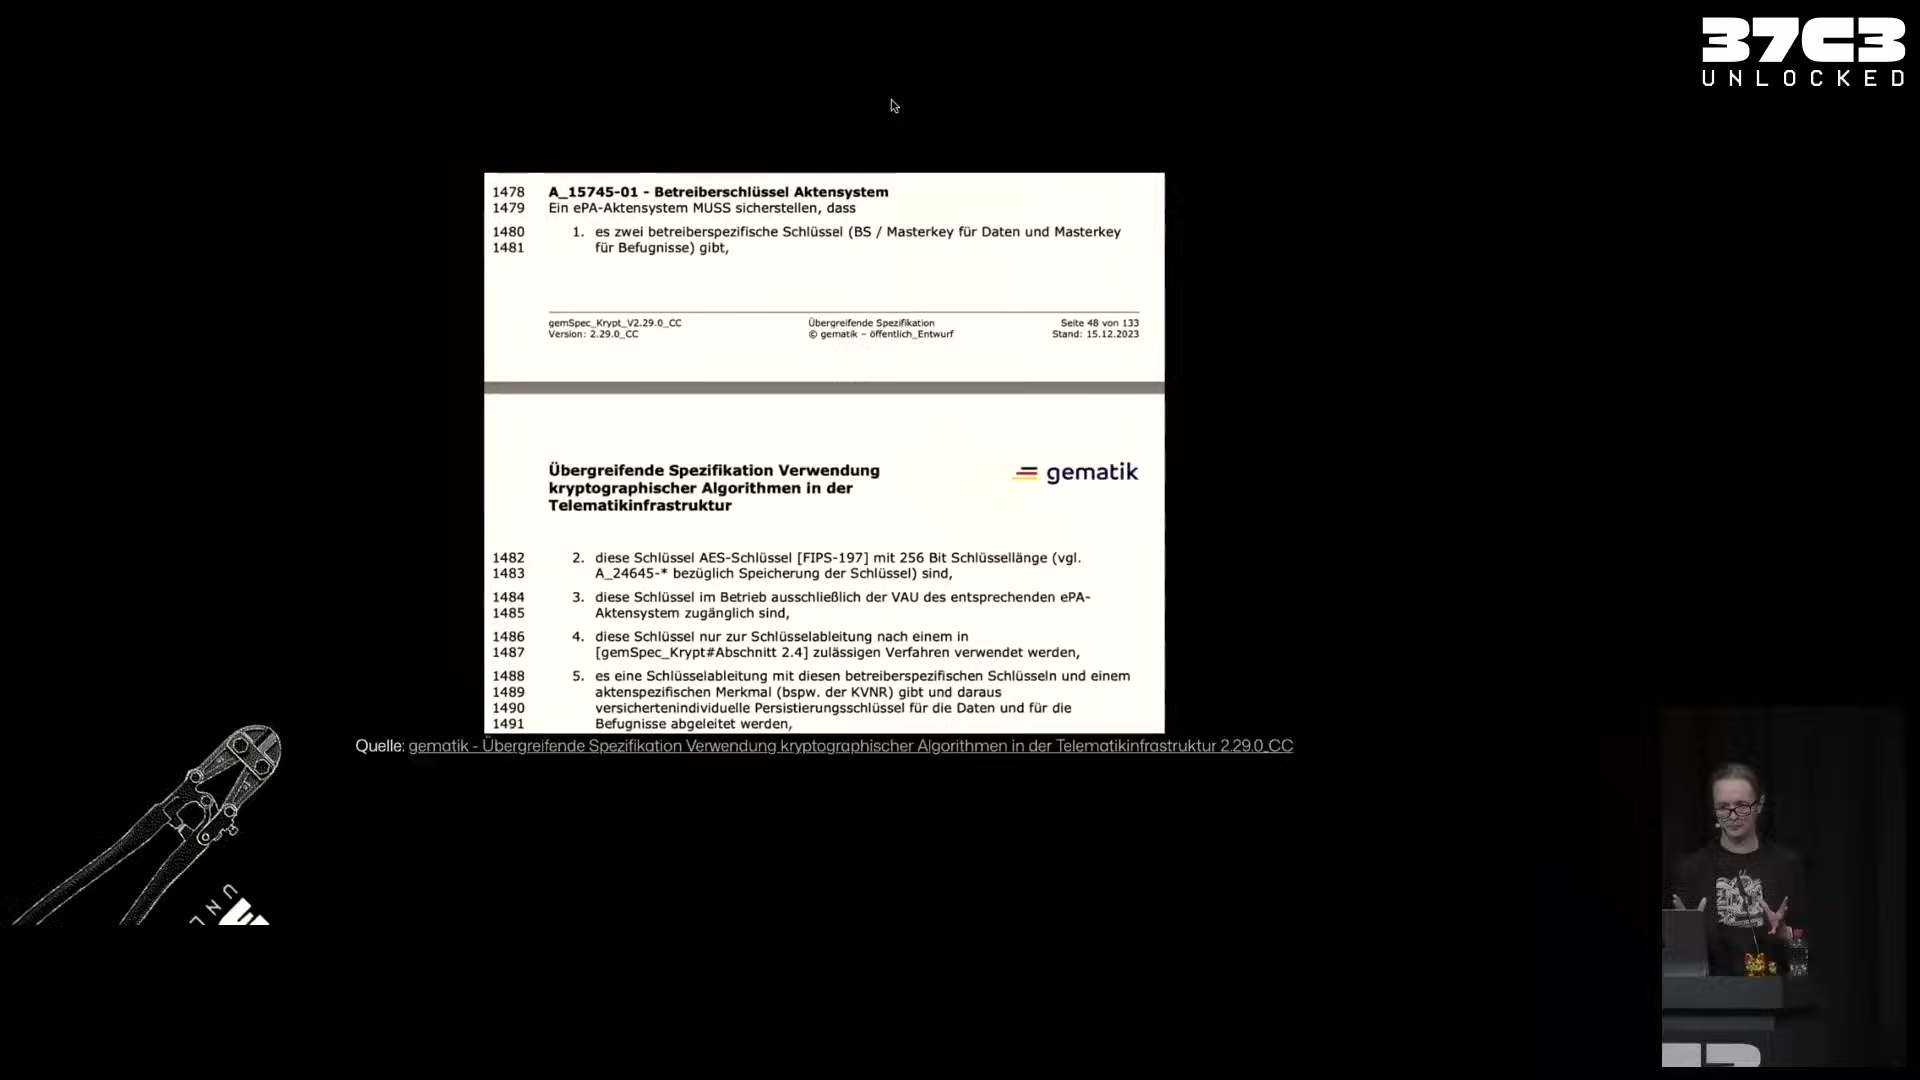 37C3
UNLOCKED
1478 A_15745-01 - Betreiberschlüssel Aktensystem
1479 Ein ePA-Aktensystem MUSS sicherstellen, dass
1480 1. es zwei betreiberspezifische Schlüssel (BS / Masterkey für Daten und Masterkey
1481 für Befugnisse) gibt,
gemSpec_Krypt_V2.29.0_CC Übergreifende Spezifikation Seite 48 von 133
Version: 2.29.0_CC © gematik – öffentlich_Entwurf Stand: 15.12.2023
Übergreifende Spezifikation Verwendung
kryptographischer Algorithmen in der
Telematikinfrastruktur
gematik
1482 2. diese Schlüssel AES-Schlüssel [FIPS-197] mit 256 Bit Schlüssellänge (vgl.
1483 A_24645-* bezüglich Speicherung der Schlüssel) sind,
1484 3. diese Schlüssel im Betrieb ausschließlich der VAU des entsprechenden ePA-
1485 Aktensystem zugänglich sind,
1486 4. diese Schlüssel nur zur Schlüsselableitung nach einem in
1487 [gemSpec_Krypt#Abschnitt 2.4] zulässigen Verfahren verwendet werden,
1488 5. es eine Schlüsselableitung mit diesen betreiberspezifischen Schlüsseln und einem
1489 aktenspezifischen Merkmal (bspw. der KVNR) gibt und daraus
1490 versichertenindividuelle Persistierungsschlüssel für die Daten und für die
1491 Befugnisse abgeleitet werden,
Quelle: gematik - Übergreifende Spezifikation Verwendung kryptographischer Algorithmen in der Telematikinfrastruktur 2.29.0_CC
UNL